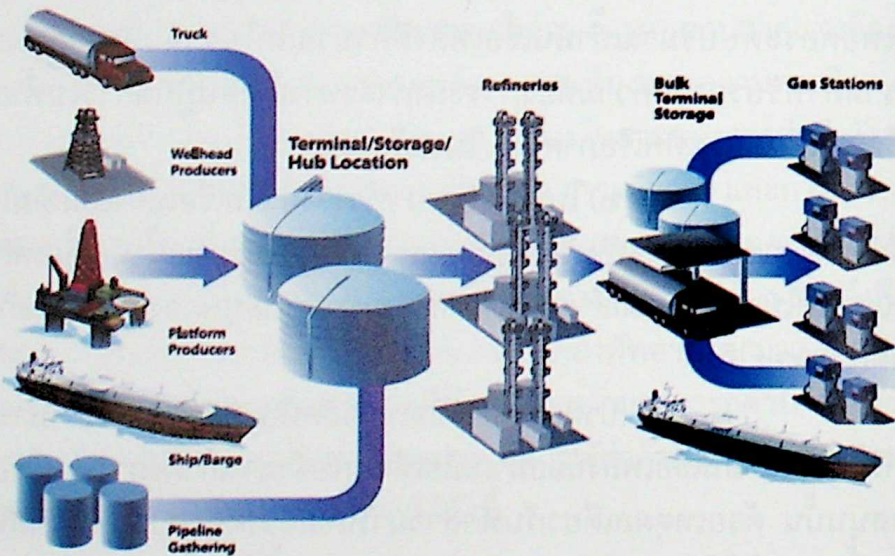 Truck
Wellhead
Producers
Terminal/Storage/
Hub Location
Platform
Producers
Ship/Barge
Pipeline
Gathering
Refineries
Bulk
Terminal
Storage
Gas Stations